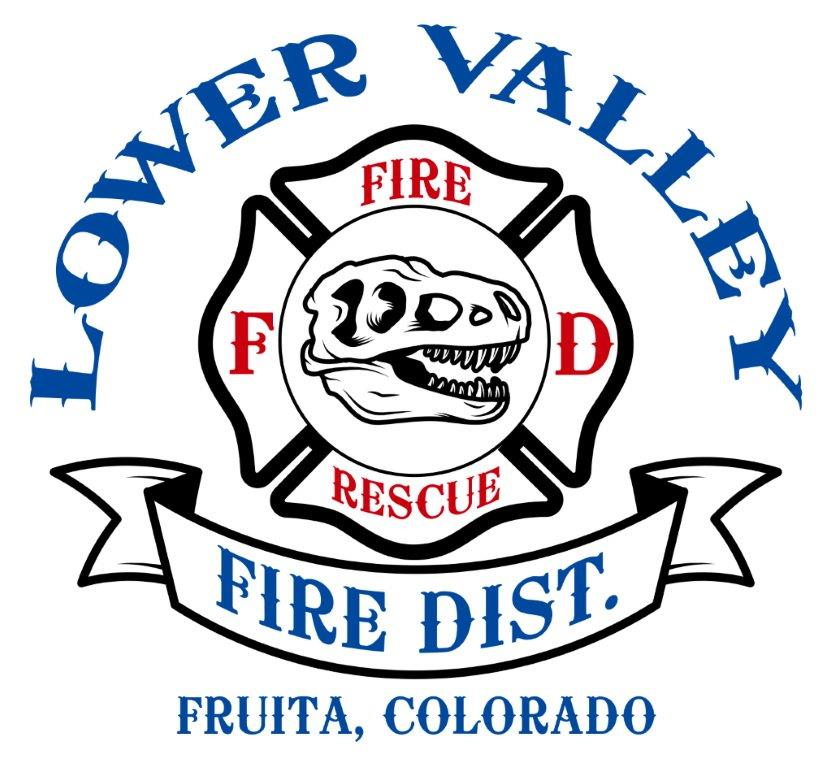 LOWER VALLEY
FIRE
F D
RESCUE
FIRE DIST.
FRUITA, COLORADO